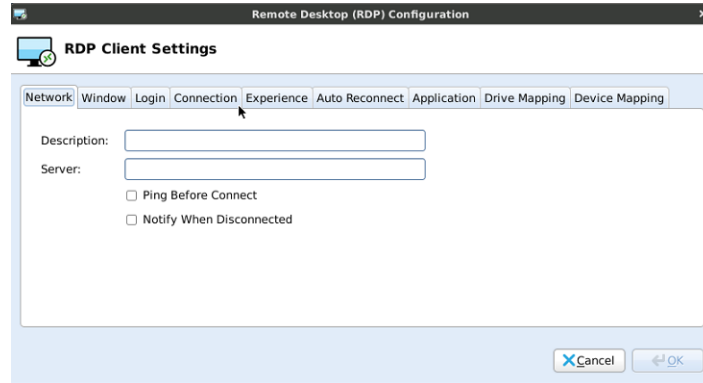 Remote Desktop (RDP) Configuration
RDP Client Settings
Network Window Login Connection Experience Auto Reconnect Application Drive Mapping Device Mapping
Description:
Server:
Ping Before Connect
Notify When Disconnected
Cancel OK